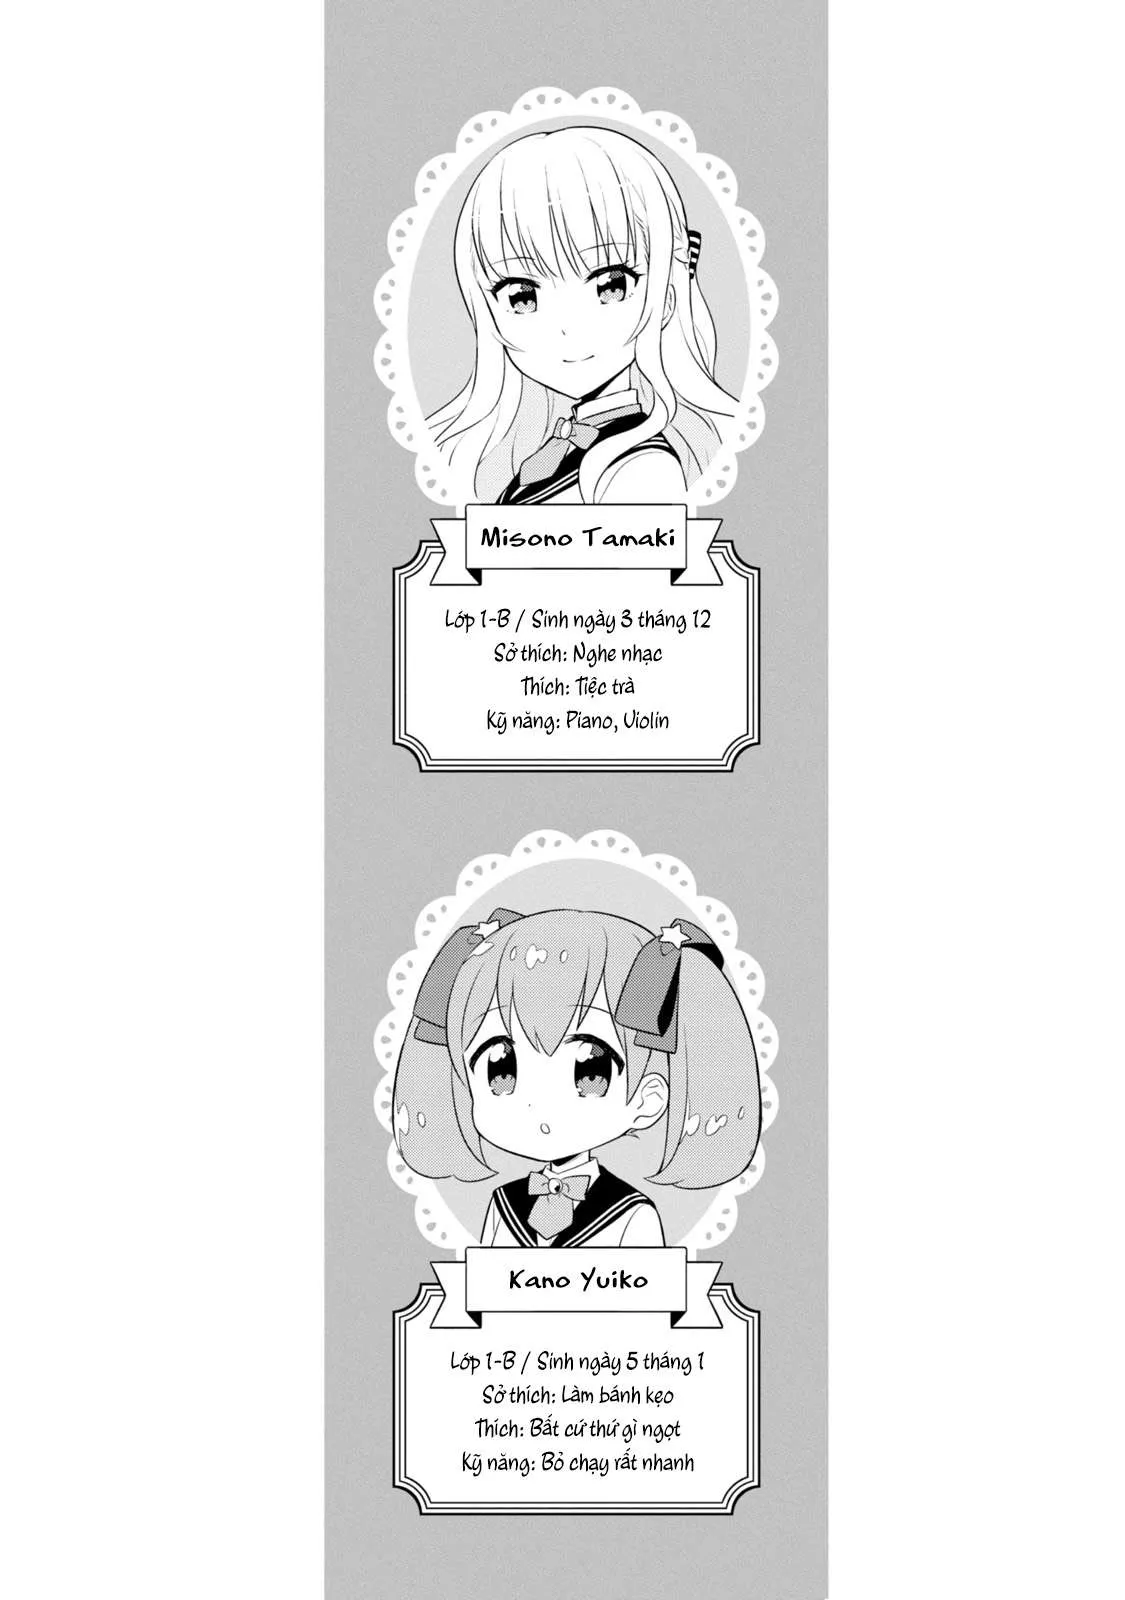 Misono Tamaki
Lớp 1-B / Sinh ngày 3 tháng 12
Sở thích: Nghe nhạc
Thích: Tiệc trà
Kỹ năng: Piano, Violin
Kano Yuiko
Lớp 1-B / Sinh ngày 5 tháng 1
Sở thích: Làm bánh kẹo
Thích: Bất cứ thứ gì ngọt
Kỹ năng: Bỏ chạy rất nhanh